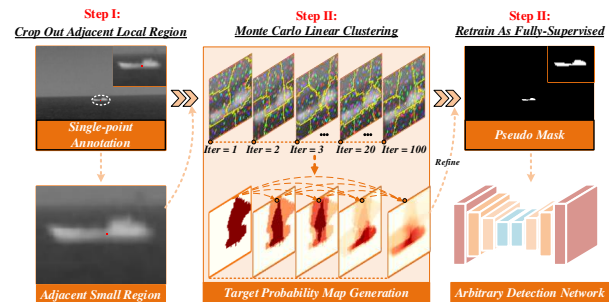 Step I:
Crop Out Adjacent Local Region
Single-point
Annotation
Adjacent Small Region
Step II:
Monte Carlo Linear Clustering
Iter = 1
Iter = 2
Iter = 3
...
Iter = 20
...
Iter = 100
Target Probability Map Generation
Step II:
Retrain As Fully-Supervised
Pseudo Mask
Refine
Arbitrary Detection Network